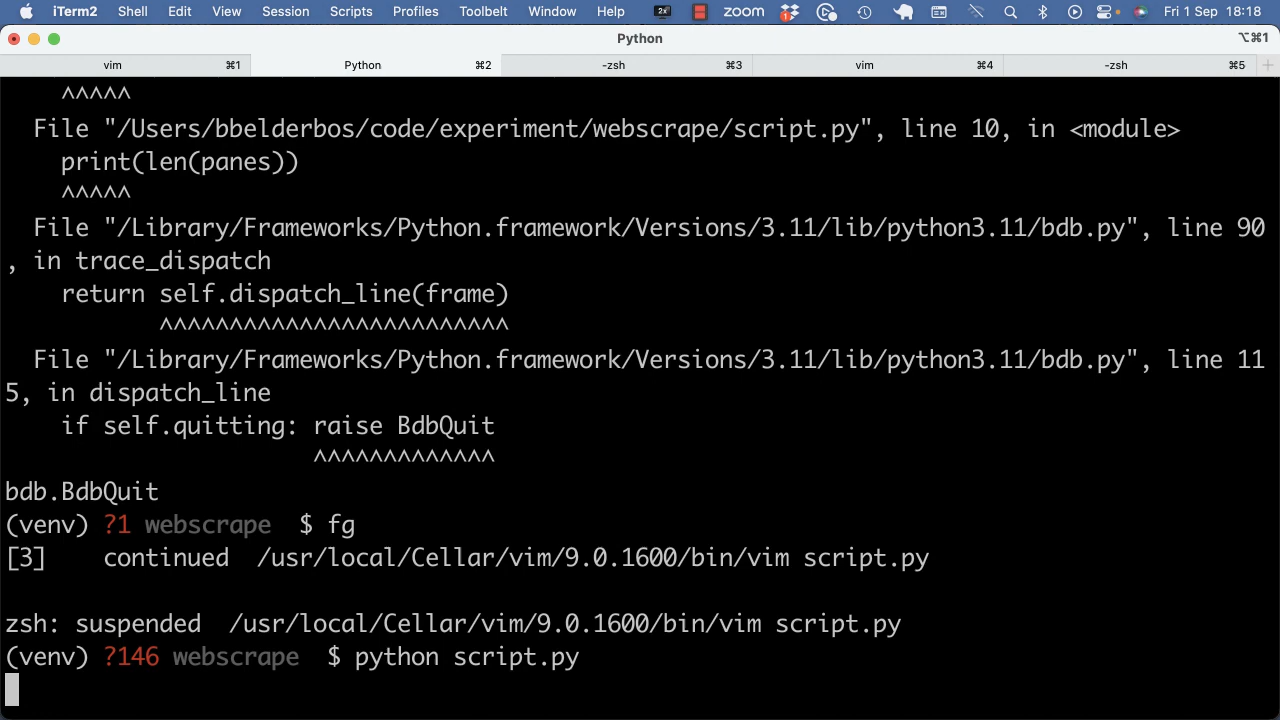 iTerm2 Shell Edit View Session Scripts Profiles Toolbelt Window Help 2x zoom 1 Fri 1 Sep 18:18
Python ⌥⌘1
vim ⌘1 Python ⌘2 -zsh ⌘3 vim ⌘4 -zsh ⌘5 +
^^^^^
File "/Users/bbelderbos/code/experiment/webscrape/script.py", line 10, in <module>
print(len(panes))
^^^^^
File "/Library/Frameworks/Python.framework/Versions/3.11/lib/python3.11/bdb.py", line 90
, in trace_dispatch
return self.dispatch_line(frame)
^^^^^^^^^^^^^^^^^^^^^^^^^
File "/Library/Frameworks/Python.framework/Versions/3.11/lib/python3.11/bdb.py", line 11
5, in dispatch_line
if self.quitting: raise BdbQuit
^^^^^^^^^^^^^
bdb.BdbQuit
(venv) ?1 webscrape $ fg
[3] continued /usr/local/Cellar/vim/9.0.1600/bin/vim script.py
zsh: suspended /usr/local/Cellar/vim/9.0.1600/bin/vim script.py
(venv) ?146 webscrape $ python script.py